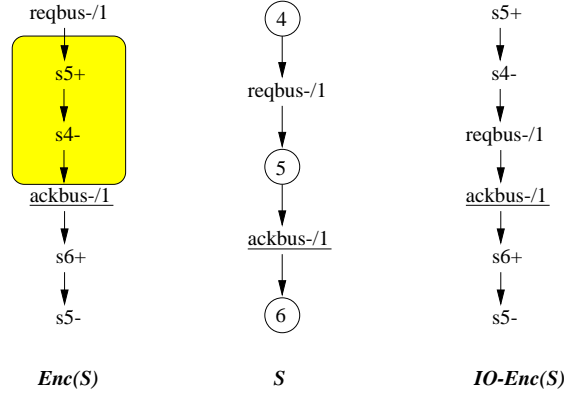 reqbus-/1
s5+
s4-
ackbus-/1
s6+
s5-
Enc(S)
4
reqbus-/1
5
ackbus-/1
6
S
s5+
s4-
reqbus-/1
ackbus-/1
s6+
s5-
IO-Enc(S)